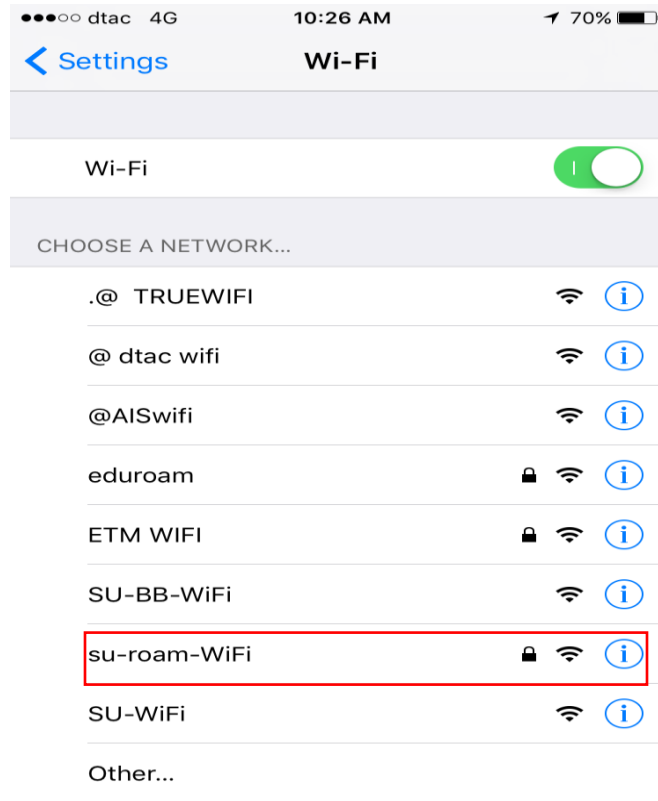 dtac 4G 10:26 AM 70%
Settings Wi-Fi
Wi-Fi
CHOOSE A NETWORK...
.@ TRUEWIFI
@ dtac wifi
@AISwifi
eduroam
ETM WIFI
SU-BB-WiFi
su-roam-WiFi
SU-WiFi
Other...